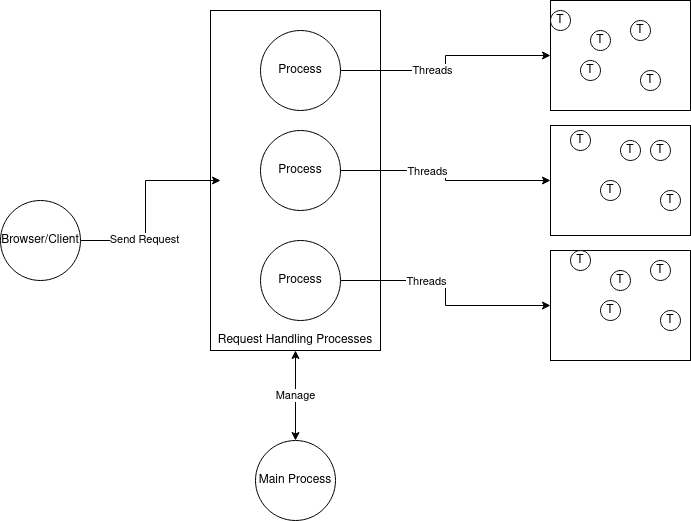 Process
Threads
T
T
T
T
T
Process
Threads
T
T
T
T
T
Browser/Client
Send Request
Process
Threads
T
T
T
T
T
Request Handling Processes
Manage
Main Process